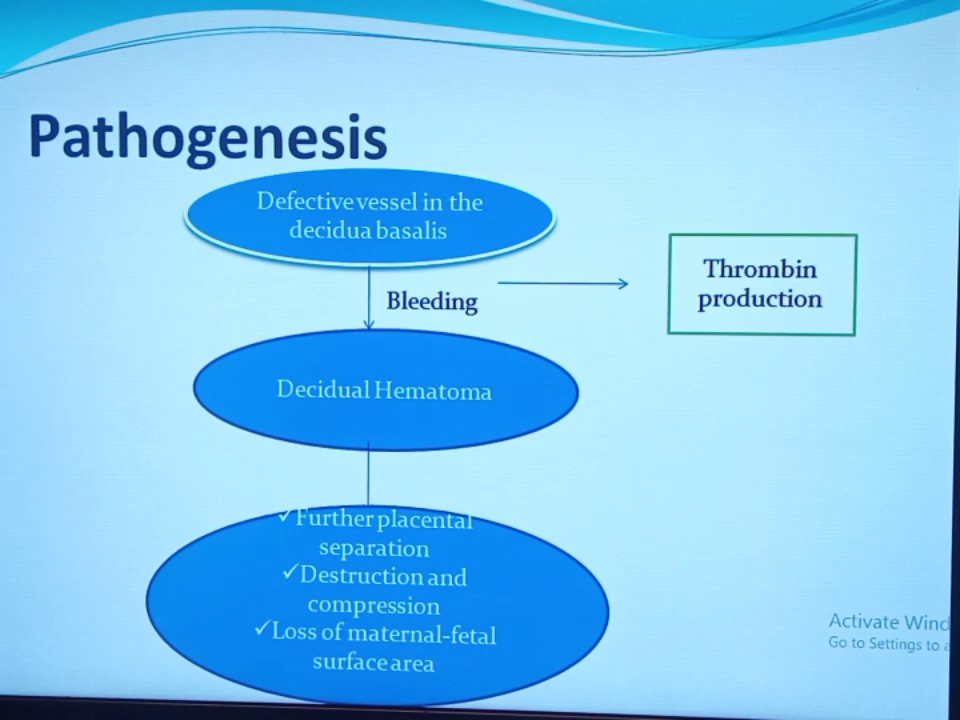 Pathogenesis
Defective vessel in the
decidua basalis
Bleeding
Thrombin
production
Decidual Hematoma
✓Further placental
separation
✓Destruction and
compression
✓Loss of maternal-fetal
surface area
Activate Wind
Go to Settings to a